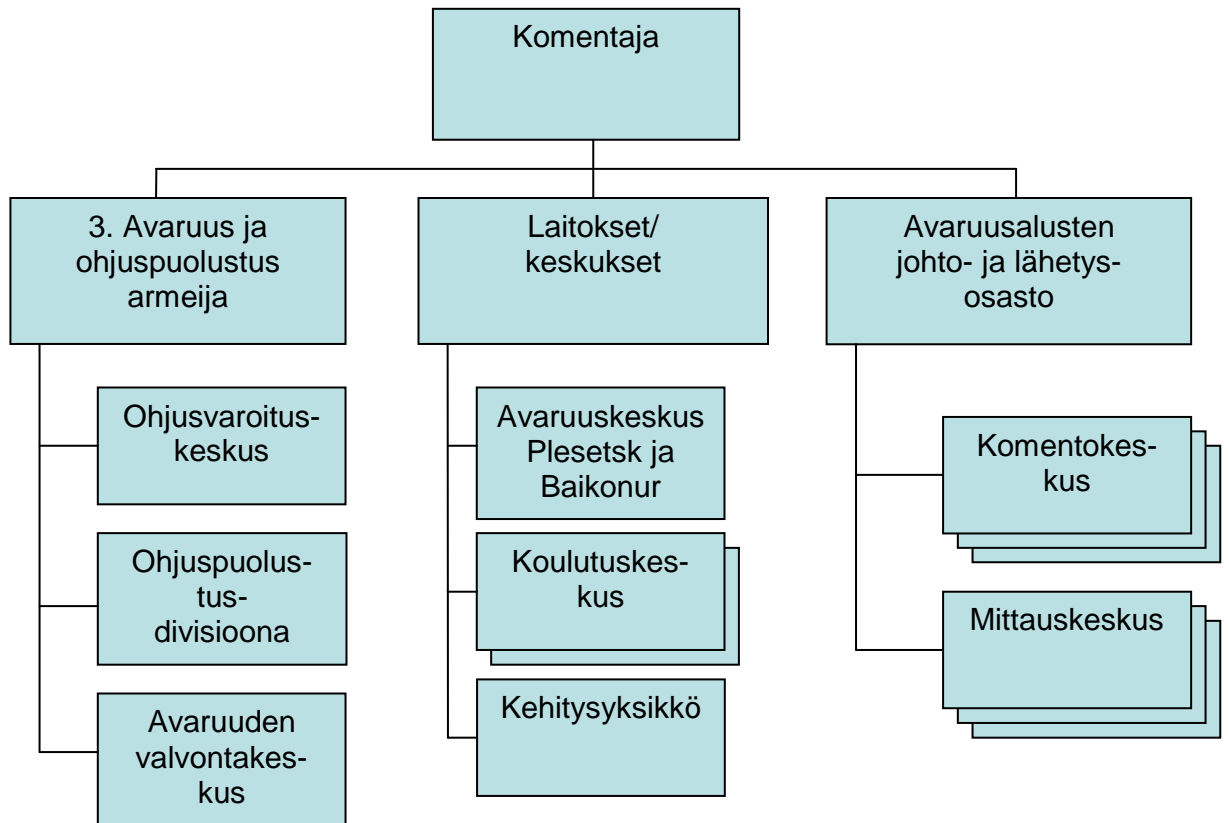 Komentaja
3. Avaruus ja
ohjuspuolustus
armeija
Laitokset/
keskukset
Avaruusalusten
johto- ja lähetys-
osasto
Ohjusvaroitus-
keskus
Ohjuspuolus-
tus-
divisioona
Avaruuden
valvontakes-
kus
Avaruuskeskus
Plesetsk ja
Baikonur
Koulutuskes-
kus
Kehitysyksikkö
Komentokes-
kus
Mittauskeskus